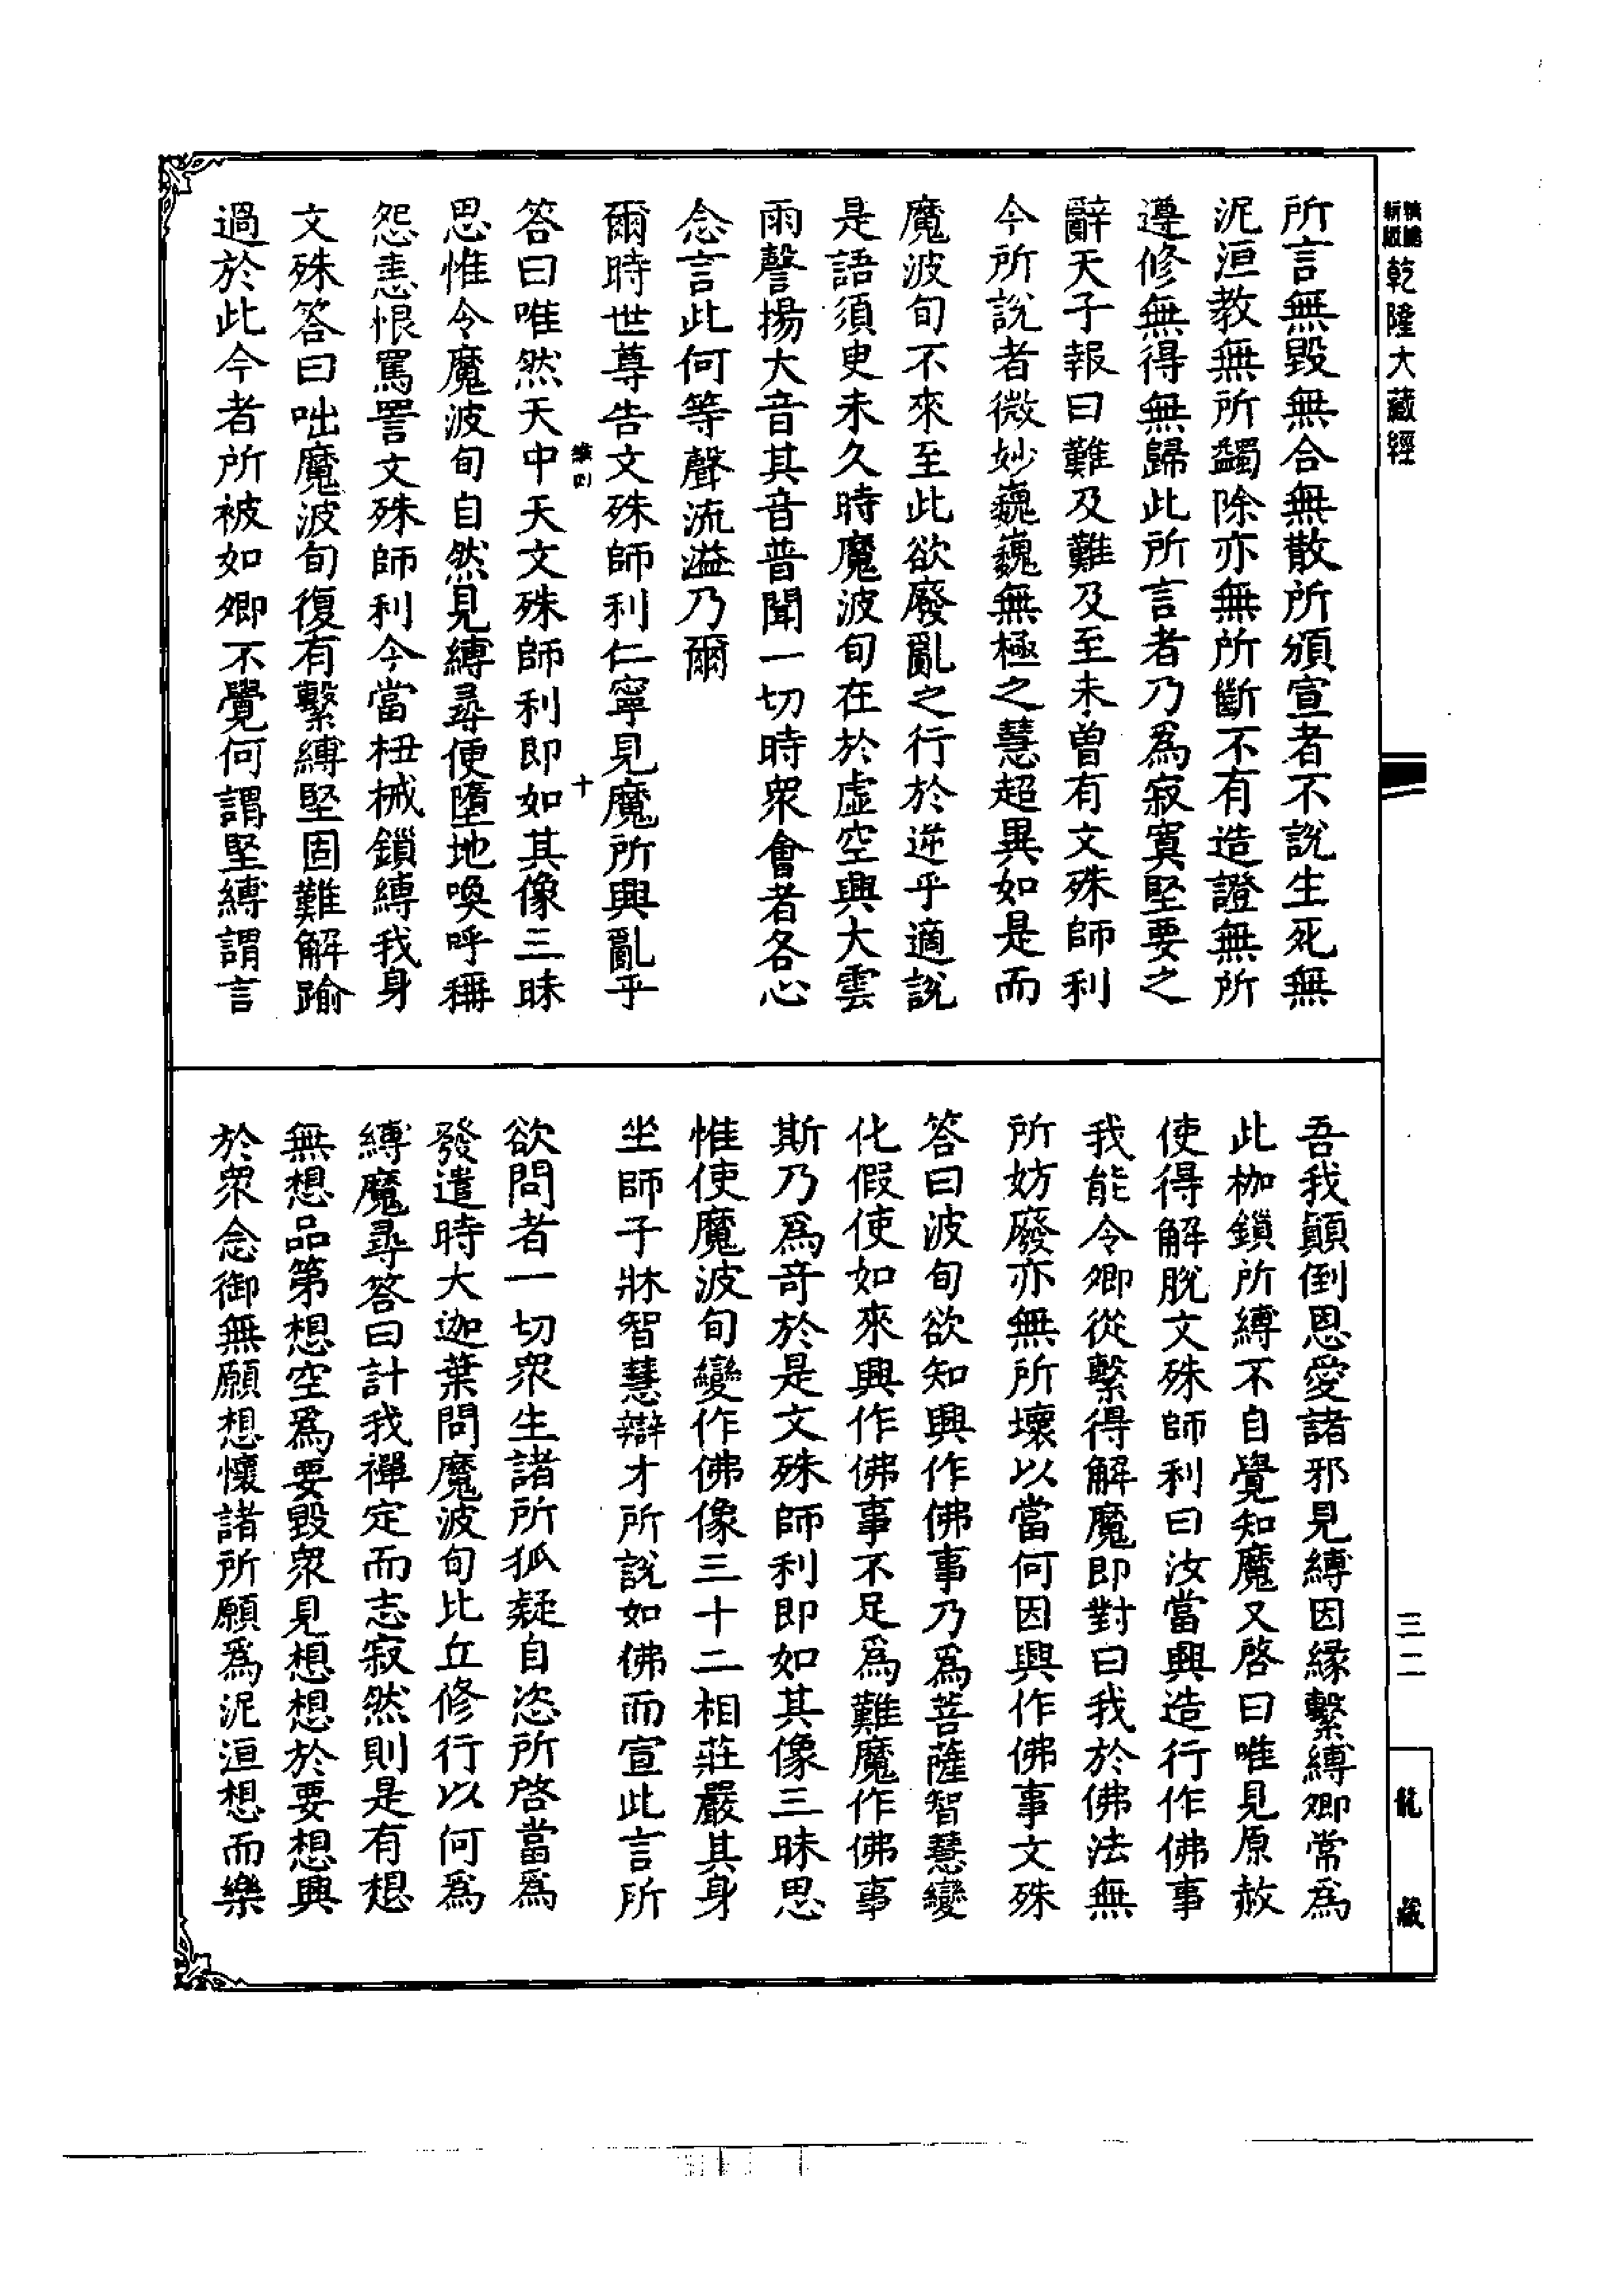 新版
乾隆大藏經
所言無毀無合無散所頒宣者不說生死無
泥洹教無所蠲除亦無所斷不有造證無所
遵修無得無歸此所言者乃爲寂寞堅要之
辭天子報曰難及難及至未曾有文殊師利
今所說者微妙巍巍無極之慧超異如是而
魔波旬不來至此欲廢亂之行於逆乎適說
是語須臾未久時魔波旬在於虛空興大雲
雨謦揚大音其音普聞一切時衆會者各心
念言此何等聲流溢乃爾
爾時世尊告文殊師利仁寧見魔所興亂乎
十
答曰唯然天中天文殊師利即如其像三昧
思惟令魔波旬自然見縛尋便墮地喚呼稱
怨恚恨罵詈文殊師利今當杻械鎖縛我身
文殊答曰咄魔波旬復有繫縛堅固難解踰
過於此今者所被如卿不覺何謂堅縛謂言
吾我顛倒恩愛諸邪見縛因緣繫縛卿常爲
此枷鎖所縛不自覺知魔又啓曰唯見原赦
使得解脫文殊師利曰汝當興造行作佛事
我能令卿從繫得解魔即對曰我於佛法無
所妨廢亦無所壞以當何因興作佛事文殊
答曰波旬欲知興作佛事乃爲菩薩智慧變
化假使如來興作佛事不足爲難魔作佛事
斯乃爲竒於是文殊師利即如其像三昧思
惟使魔波旬變作佛像三十二相莊嚴其身
坐師子牀智慧辯才所說如佛而宣此言所
欲問者一切衆生諸所狐疑自恣所啓當爲
發遣時大迦葉問魔波旬比丘修行以何爲
縛魔尋答曰計我禪定而志寂然則是有想
無想品第想空爲要毀衆見想想於要想興
於衆念御無願想懷諸所願爲泥洹想而樂
三二
龍藏